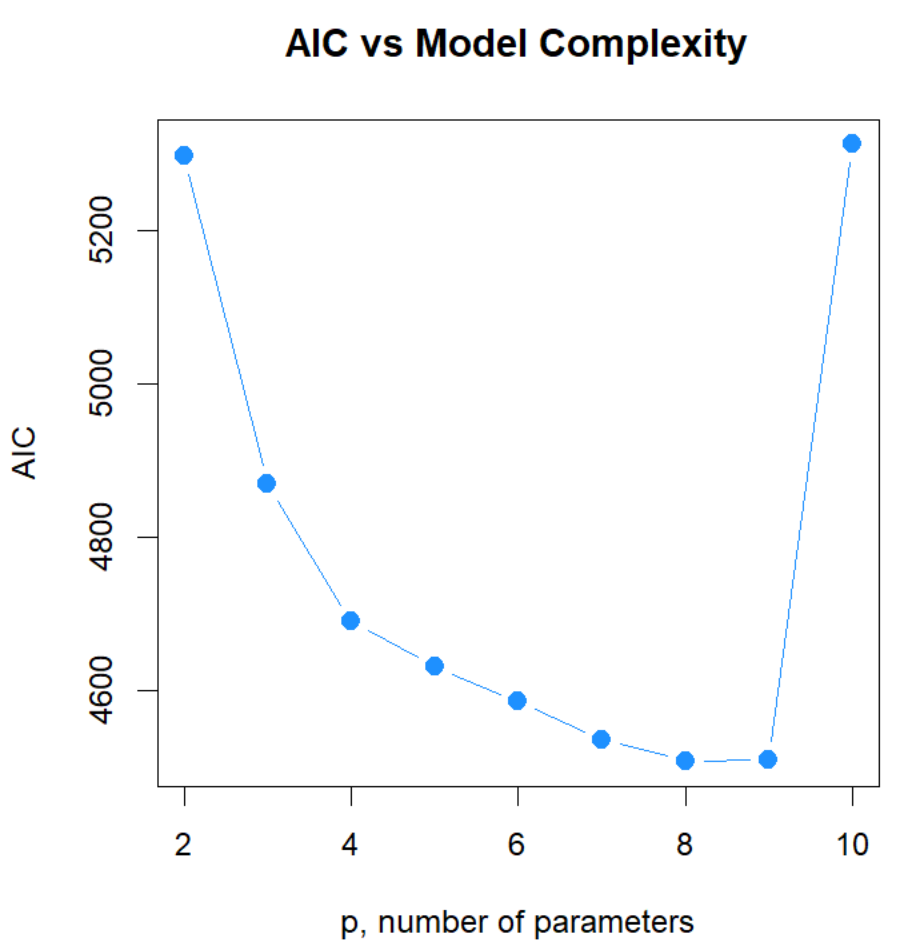 AIC vs Model Complexity
5200
5000
4800
4600
AIC
2 4 6 8 10
p, number of parameters